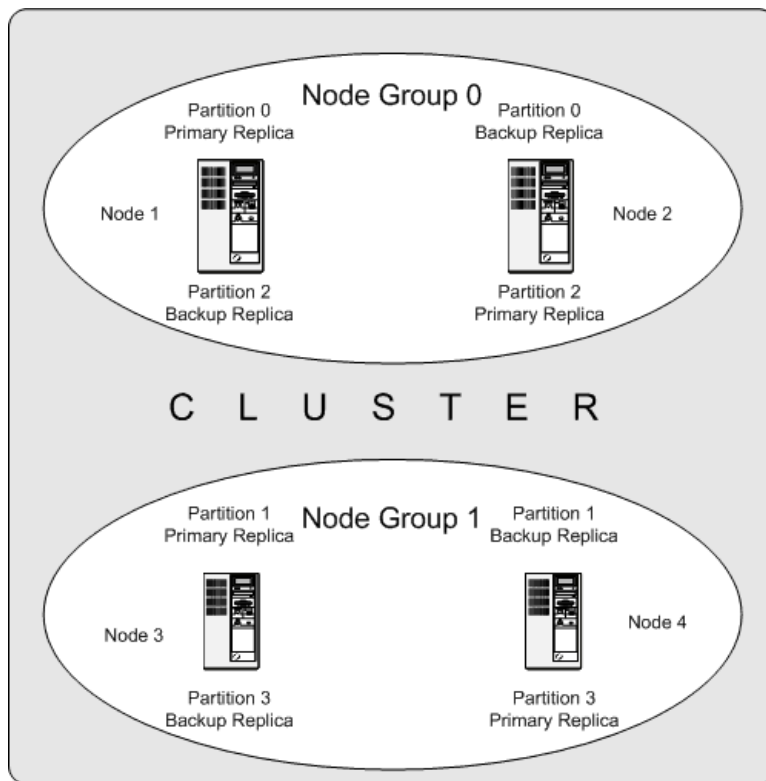 Node Group 0
Partition 0
Primary Replica
Partition 0
Backup Replica
Node 1
Node 2
Partition 2
Backup Replica
Partition 2
Primary Replica
C L U S T E R
Node Group 1
Partition 1
Primary Replica
Partition 1
Backup Replica
Node 3
Node 4
Partition 3
Backup Replica
Partition 3
Primary Replica